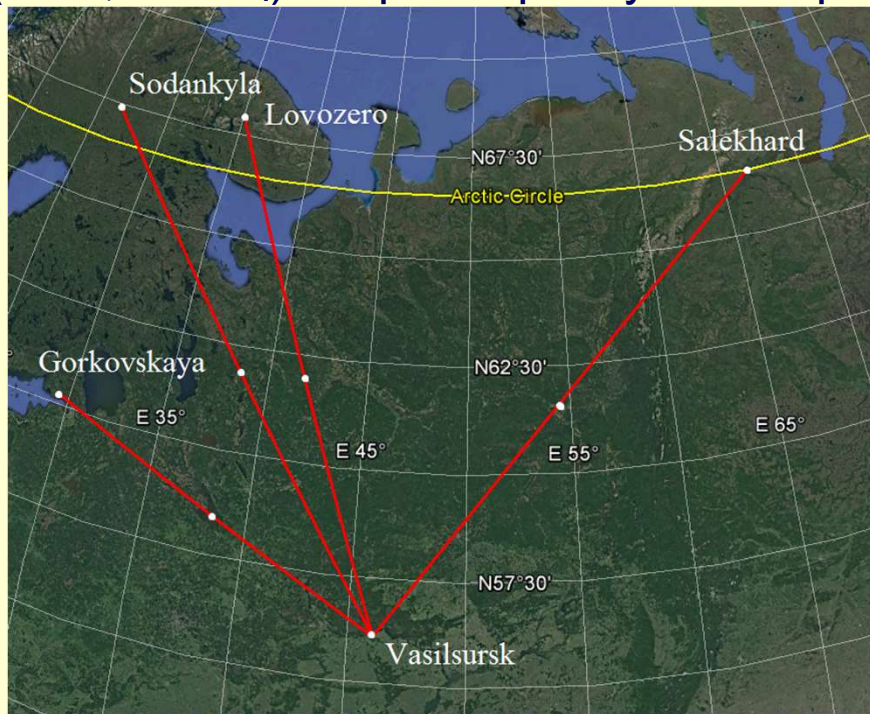 Sodankyla
Lovozero
Salekhard
N67°30'
Arctic Circle
Gorkovskaya
N62°30'
E 35°
E 45°
E 55°
E 65°
N57°30'
Vasilsursk